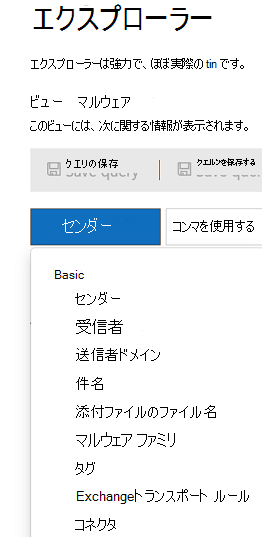 エクスプローラー
エクスプローラーは強力で、ほぼ実際の tin です。
ビュー マルウェア
このビューには、次に関する情報が表示されます。
クエリの保存 クエルンを保存する
Save query Save que
センダー コンマを使用する
Basic
センダー
受信者
送信者ドメイン
件名
添付ファイルのファイル名
マルウェア ファミリ
タグ
Exchangeトランスポート ルール
コネクタ